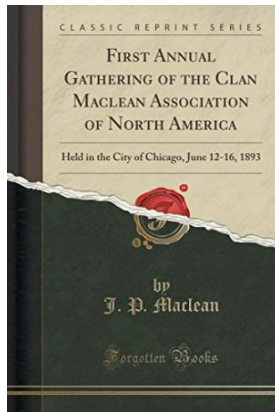 CLASSIC REPRINT SERIES
FIRST ANNUAL
GATHERING OF THE CLAN
MACLEAN ASSOCIATION
OF NORTH AMERICA
Held in the City of Chicago, June 12-16, 1893
F
by
J. P. Maclean
Forgotten Books